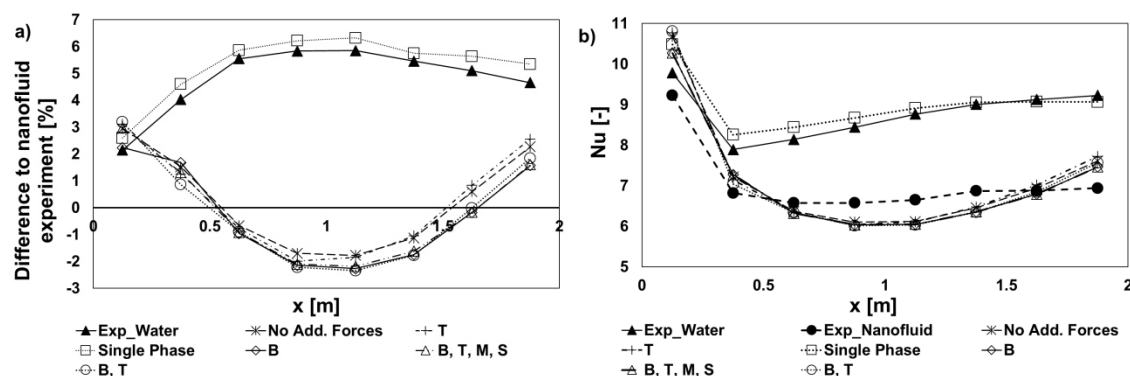 a)
Difference to nanofluid
experiment [%]
7
6
5
4
3
2
1
0
-1
-2
-3
0 0.5 1 1.5 2
x [m]
Exp_Water No Add. Forces T
Single Phase B B, T, M, S
B, T
b)
Nu [-]
11
10
9
8
7
6
5
0 0.5 1 1.5 2
x [m]
Exp_Water Exp_Nanofluid No Add. Forces
T Single Phase B
B, T, M, S B, T